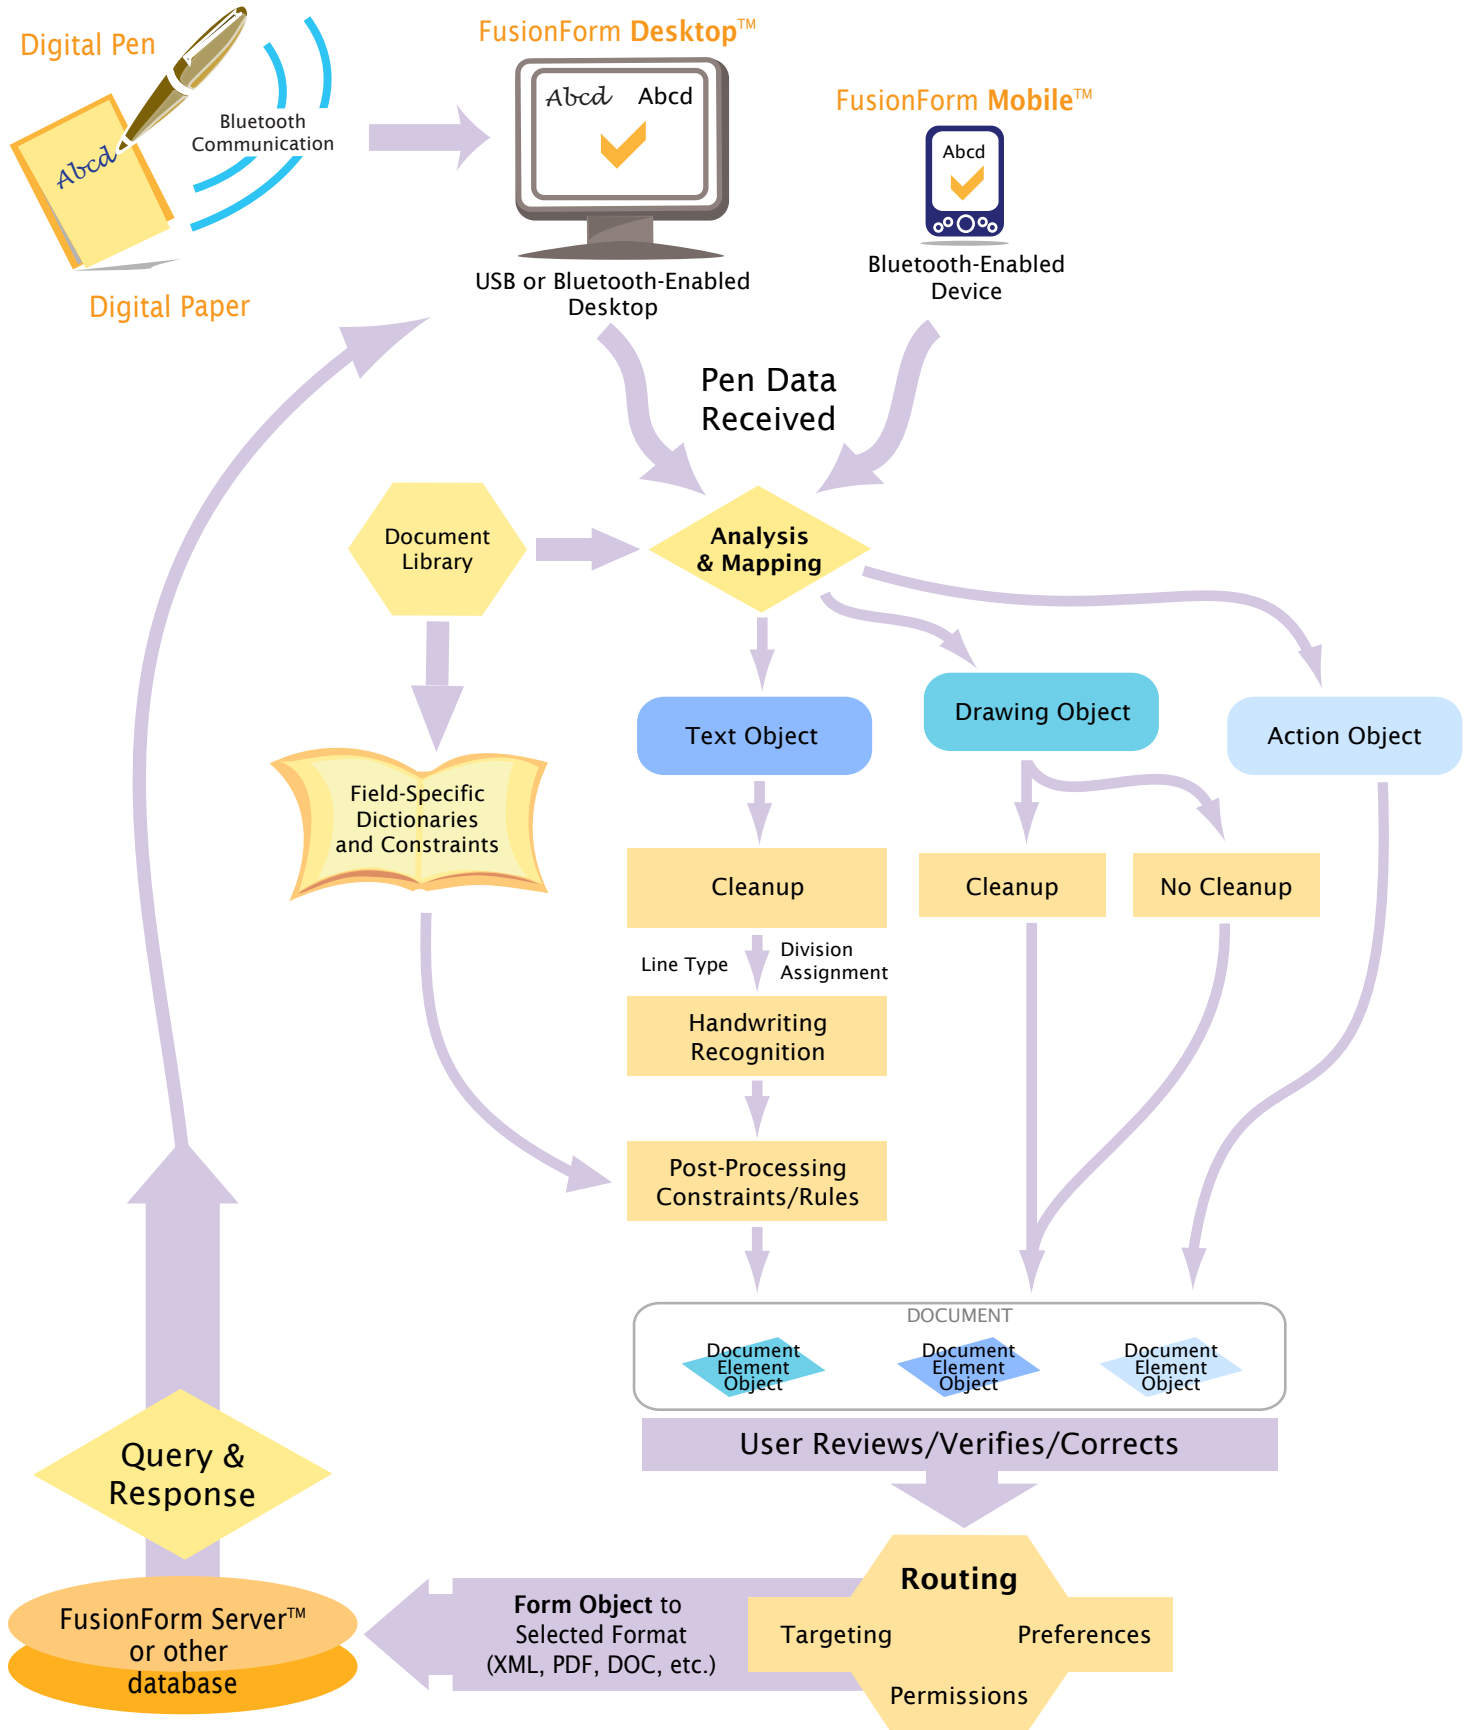 Digital Pen
Abcd
Bluetooth
Communication
Digital Paper
FusionForm Desktop™
Abcd Abcd
USB or Bluetooth-Enabled
Desktop
FusionForm Mobile™
Abcd
Bluetooth-Enabled
Device
Pen Data
Received
Document
Library
Analysis
& Mapping
Text Object
Drawing Object
Action Object
Field-Specific
Dictionaries
and Constraints
Cleanup
Cleanup
No Cleanup
Line Type
Division
Assignment
Handwriting
Recognition
Post-Processing
Constraints/Rules
DOCUMENT
Document
Element
Object
Document
Element
Object
Document
Element
Object
User Reviews/Verifies/Corrects
Query &
Response
Routing
Targeting
Preferences
Permissions
Form Object to
Selected Format
(XML, PDF, DOC, etc.)
FusionForm Server™
or other
database